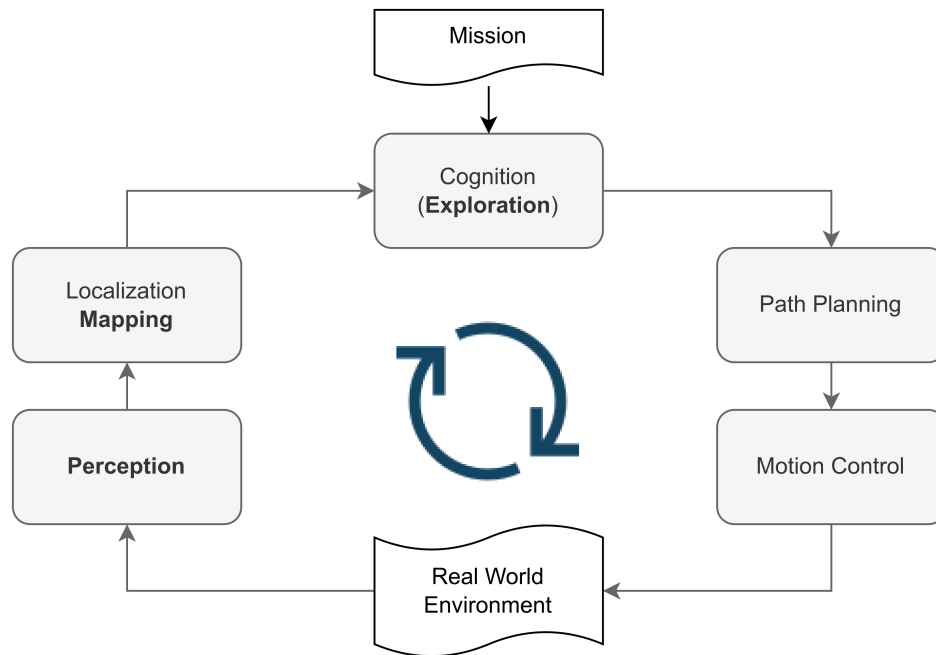 Mission
Cognition
(Exploration)
Localization
Mapping
Path Planning
Perception
Motion Control
Real World
Environment